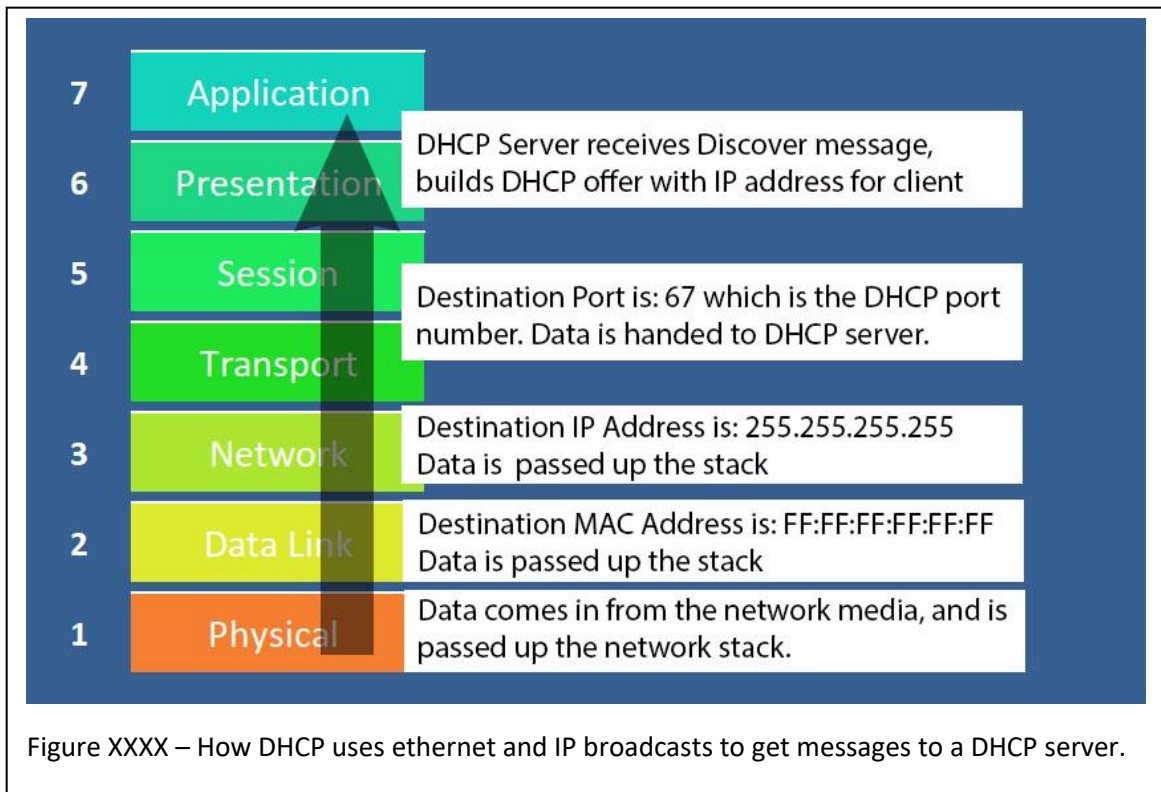 7 Application
DHCP Server receives Discover message,
builds DHCP offer with IP address for client
6 Presentation
5 Session
Destination Port is: 67 which is the DHCP port
number. Data is handed to DHCP server.
4 Transport
Destination IP Address is: 255.255.255.255
Data is  passed up the stack
3 Network
Destination MAC Address is: FF:FF:FF:FF:FF:FF
Data is passed up the stack
2 Data Link
Data comes in from the network media, and is
passed up the network stack.
1 Physical
Figure XXXX – How DHCP uses ethernet and IP broadcasts to get messages to a DHCP server.